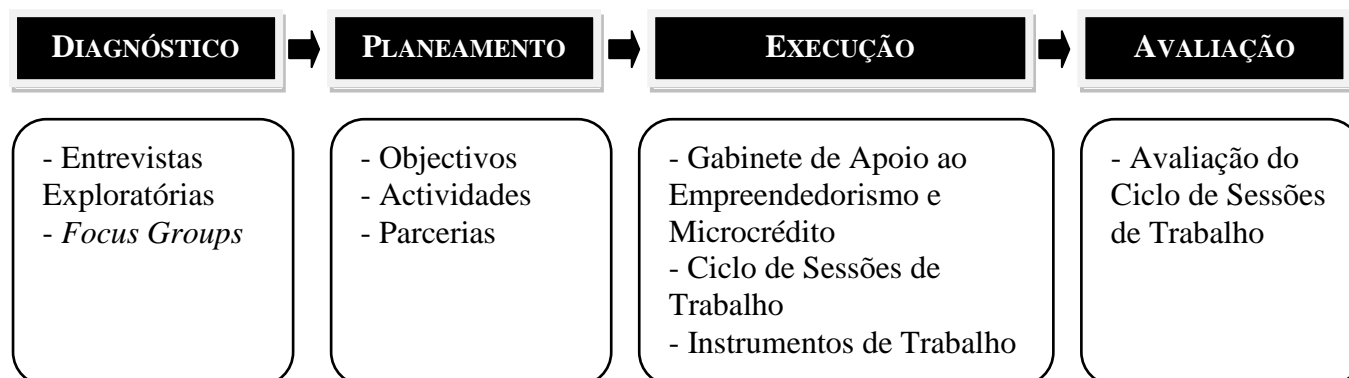 DIAGNÓSTICO
PLANEAMENTO
EXECUÇÃO
AVALIAÇÃO
- Entrevistas
Exploratórias
- Focus Groups
- Objectivos
- Actividades
- Parcerias
- Gabinete de Apoio ao
Empreendedorismo e
Microcrédito
- Ciclo de Sessões de
Trabalho
- Instrumentos de Trabalho
- Avaliação do
Ciclo de Sessões
de Trabalho